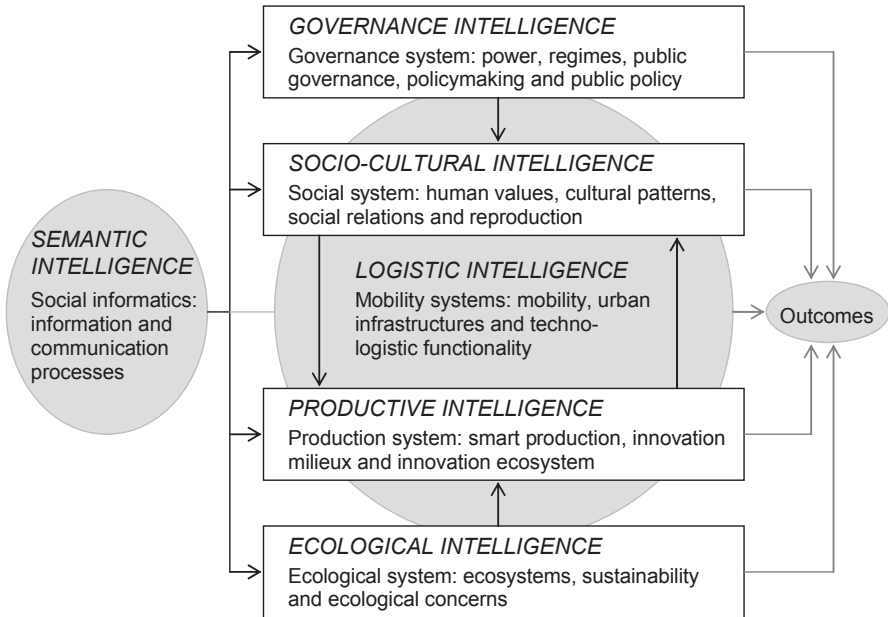 GOVERNANCE INTELLIGENCE
Governance system: power, regimes, public
governance, policymaking and public policy
SOCIO-CULTURAL INTELLIGENCE
Social system: human values, cultural patterns,
social relations and reproduction
SEMANTIC
INTELLIGENCE
Social informatics:
information and
communication
processes
LOGISTIC INTELLIGENCE
Mobility systems: mobility, urban
infrastructures and techno-
logistic functionality
Outcomes
PRODUCTIVE INTELLIGENCE
Production system: smart production, innovation
milieux and innovation ecosystem
ECOLOGICAL INTELLIGENCE
Ecological system: ecosystems, sustainability
and ecological concerns